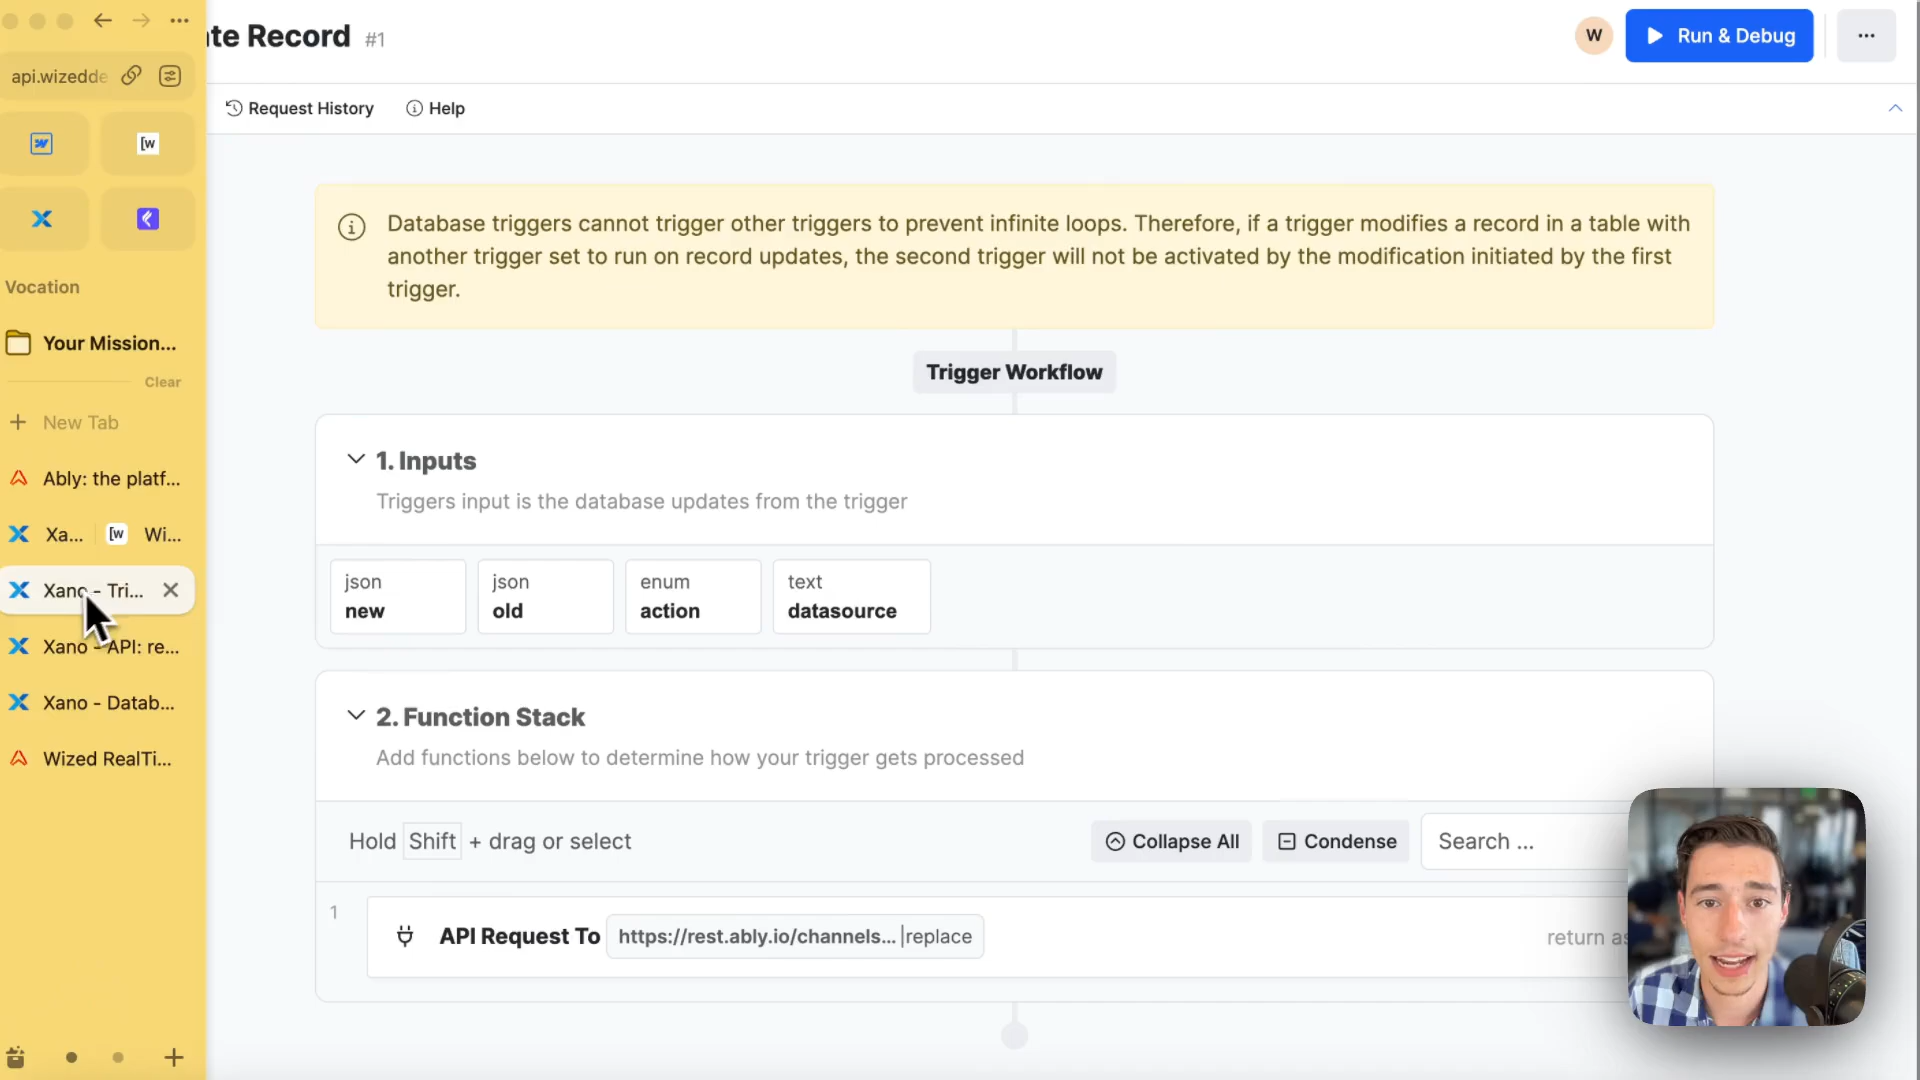 api.wizedde
Vocation
Your Mission...
Clear
New Tab
Ably: the platf...
Xa...
[w
Wi...
Xano - Tri...
Xano - API: re...
Xano - Datab...
Wized RealTi...
te Record #1
W
Run & Debug
Request History
Help
Database triggers cannot trigger other triggers to prevent infinite loops. Therefore, if a trigger modifies a record in a table with
another trigger set to run on record updates, the second trigger will not be activated by the modification initiated by the first
trigger.
Trigger Workflow
1. Inputs
Triggers input is the database updates from the trigger
json
new
json
old
enum
action
text
datasource
2. Function Stack
Add functions below to determine how your trigger gets processed
Hold Shift + drag or select
Collapse All
Condense
Search ...
1
API Request To https://rest.ably.io/channels... |replace
return as